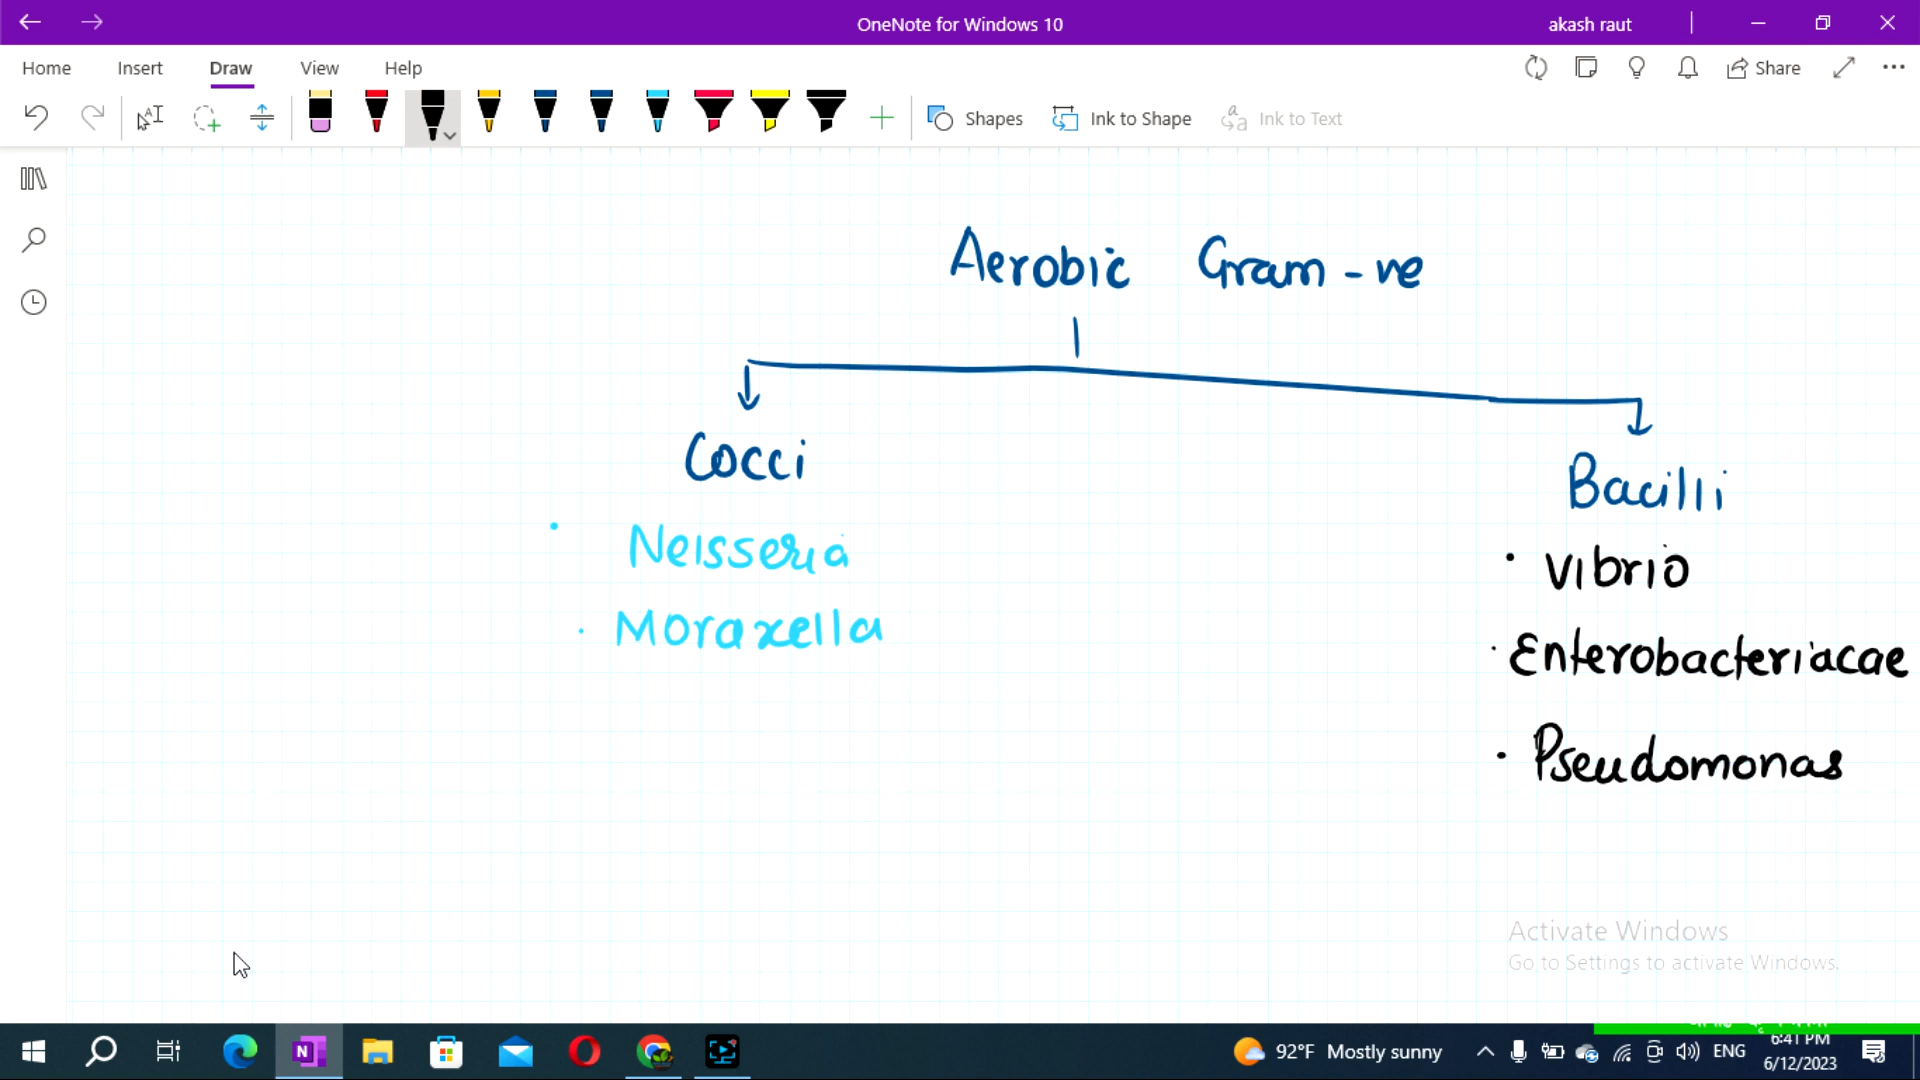 OneNote for Windows 10
akash raut
Home Insert Draw View Help
Share
Shapes Ink to Shape Ink to Text
Aerobic Gram -ve
Cocci
Bacilli
• Neisseria
• Moraxella
• Vibrio
• Enterobacteriacae
• Pseudomonas
Activate Windows
Go to Settings to activate Windows.
92°F Mostly sunny
ENG
6:41 PM
6/12/2023